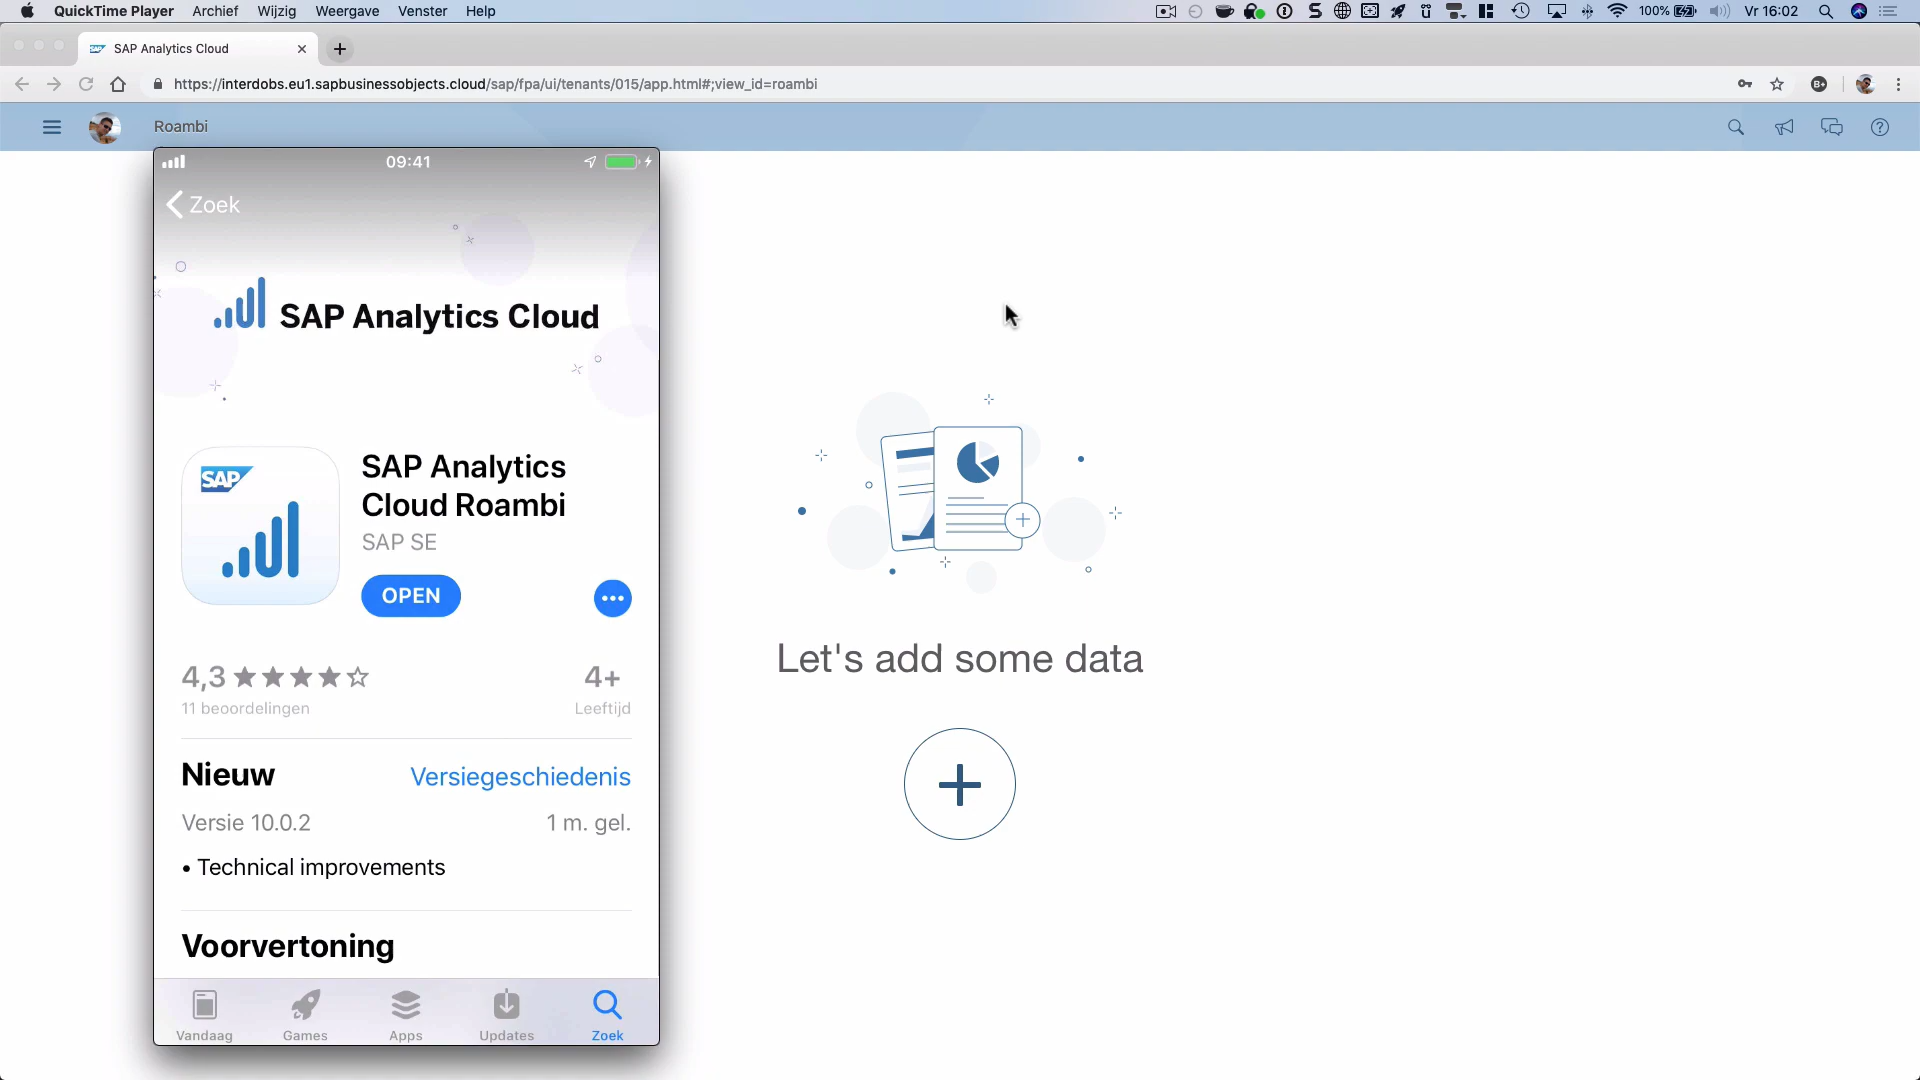 QuickTime Player Archief Wijzig Weergave Venster Help 100% Vr 16:02
SAP Analytics Cloud
https://interdobs.eu1.sapbusinessobjects.cloud/sap/fpa/ui/tenants/015/app.html#;view_id=roambi
Roambi
09:41
Zoek
SAP Analytics Cloud
SAP
SAP Analytics
Cloud Roambi
SAP SE
OPEN
4,3 4+
11 beoordelingen Leeftijd
Nieuw Versiegeschiedenis
Versie 10.0.2 1 m. gel.
• Technical improvements
Voorvertoning
Vandaag Games Apps Updates Zoek
Let's add some data